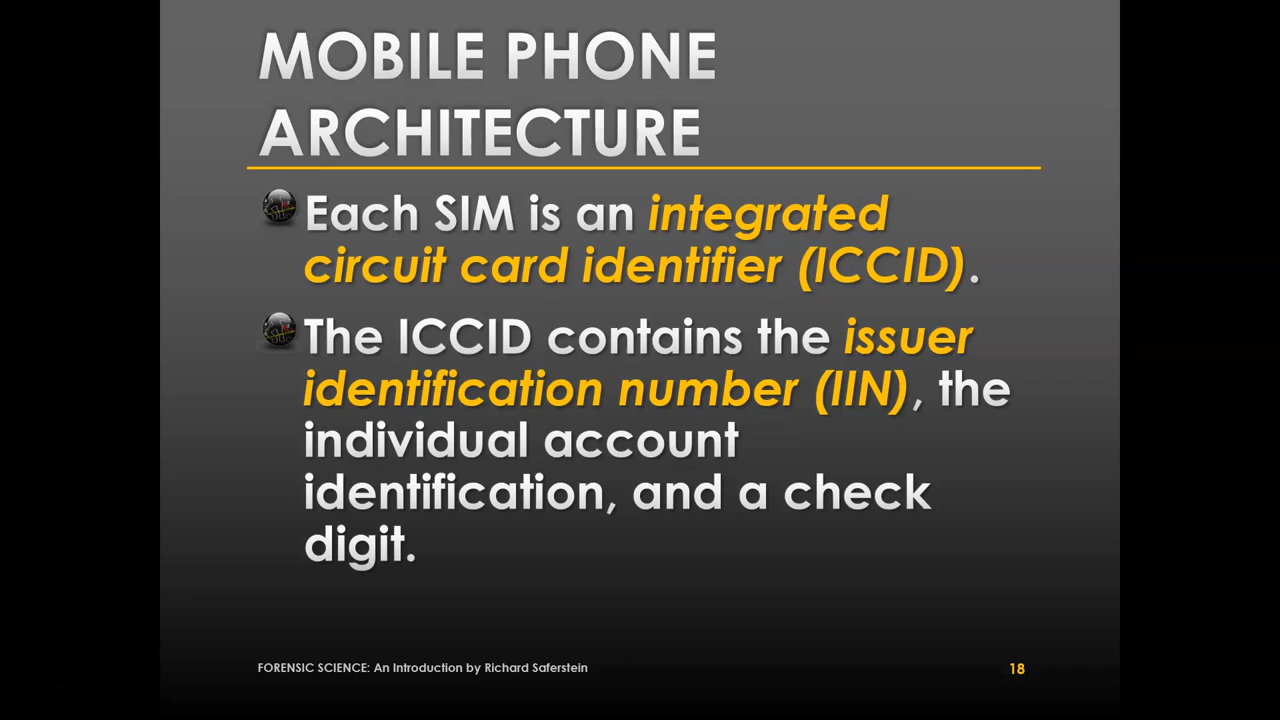 MOBILE PHONE
ARCHITECTURE
Each SIM is an integrated
circuit card identifier (ICCID).
The ICCID contains the issuer
identification number (IIN), the
individual account
identification, and a check
digit.
FORENSIC SCIENCE: An Introduction by Richard Saferstein
18